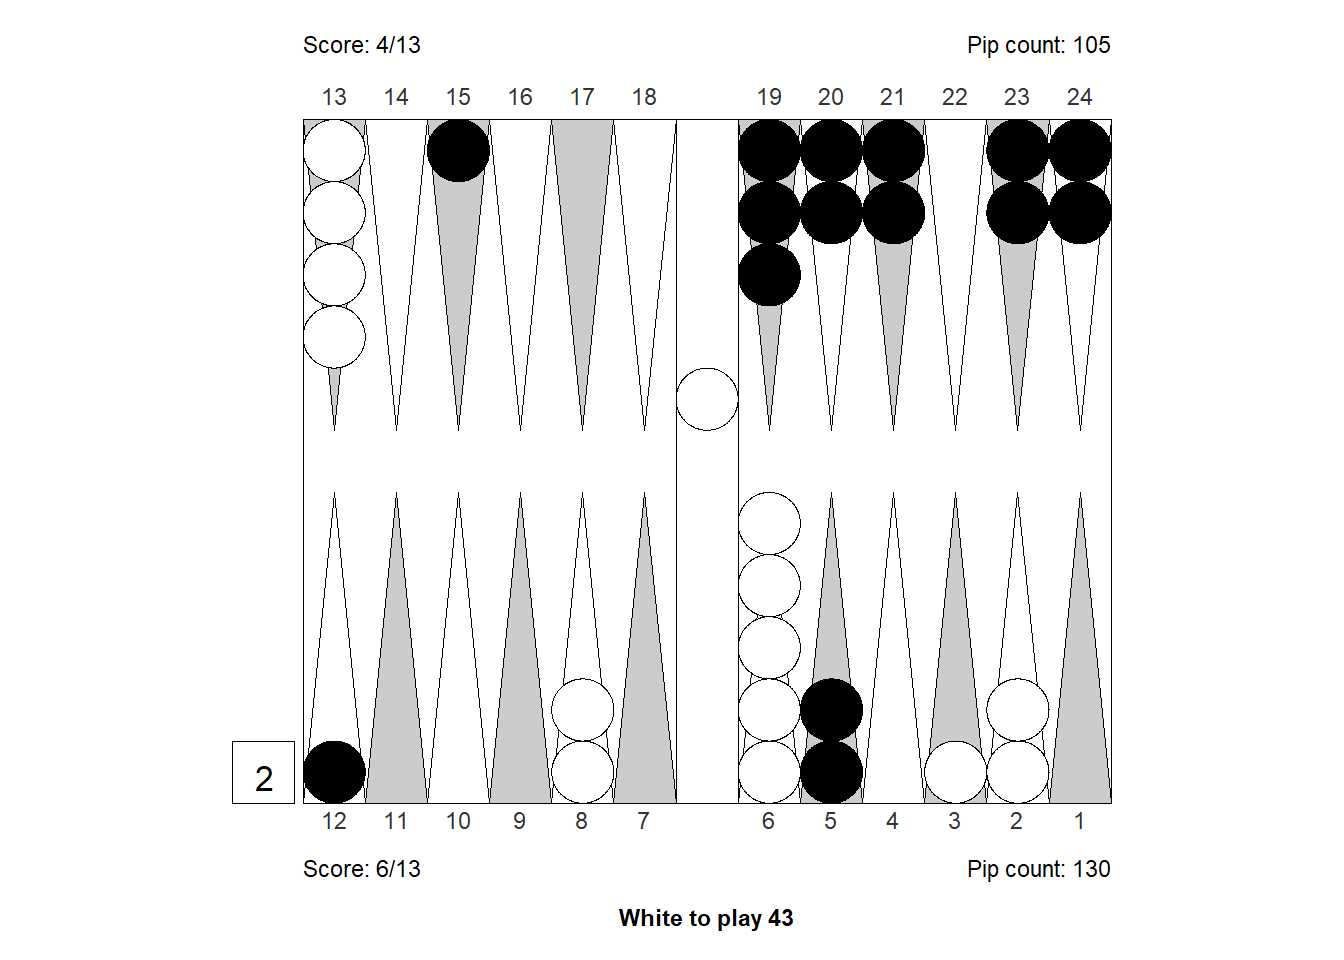 Score: 4/13 Pip count: 105
13 14 15 16 17 18 19 20 21 22 23 24
2
12 11 10 9 8 7 6 5 4 3 2 1
Score: 6/13 Pip count: 130
White to play 43